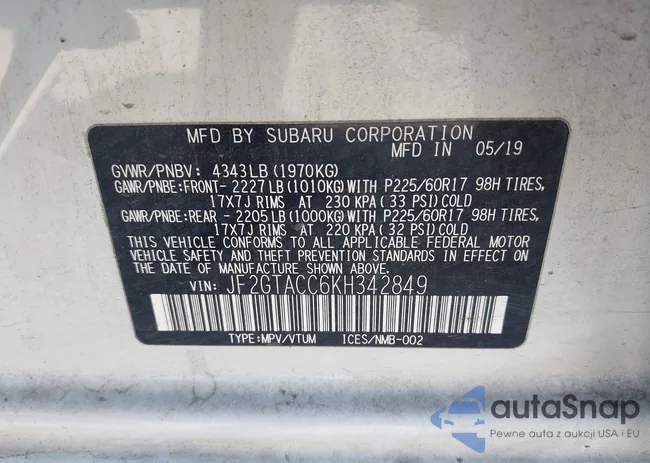 MFD BY SUBARU CORPORATION
MFD IN 05/19
GVWR/PNBV: 4343LB (1970KG)
GAWR/PNBE:FRONT- 2227LB (1010KG) WITH P225/60R17 98H TIRES,
17X7J RIMS AT 230 KPA (33 PSI) COLD
GAWR/PNBE:REAR - 2205LB (1000KG) WITH P225/60R17 98H TIRES,
17X7J RIMS AT 220 KPA (32 PSI) COLD
THIS VEHICLE CONFORMS TO ALL APPLICABLE FEDERAL MOTOR
VEHICLE SAFETY AND THEFT PREVENTION STANDARDS IN EFFECT
ON THE DATE OF MANUFACTURE SHOWN ABOVE.
VIN: JF2GTACC6KH342849
TYPE:MPV/VTUM ICES/NMB-002
autoSnap
Pewne auta z aukcji USA i EU